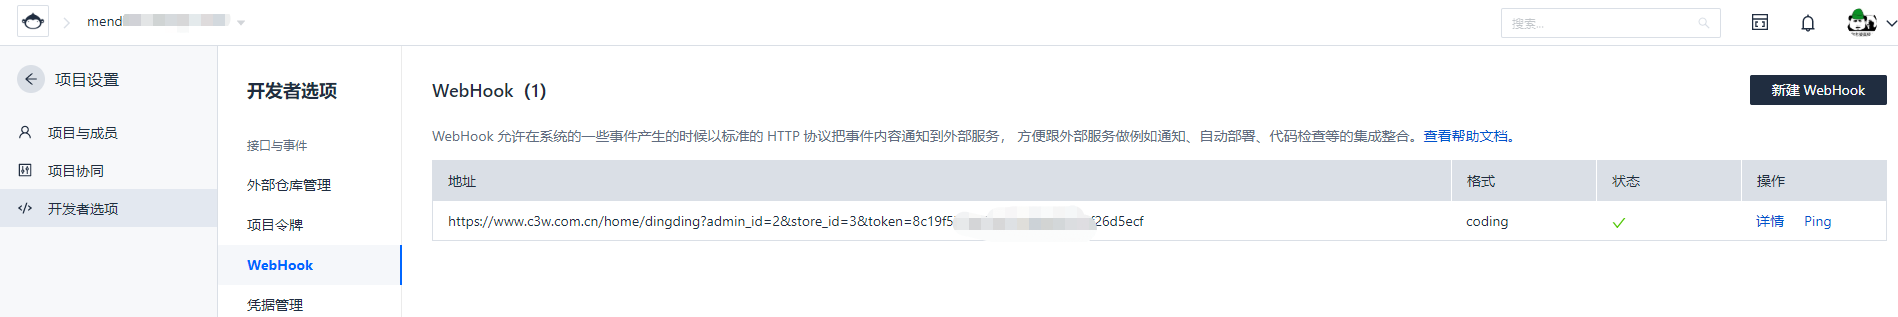 mend
搜索...
项目设置
项目与成员
项目协同
开发者选项
开发者选项
接口与事件
外部仓库管理
项目令牌
WebHook
凭据管理
WebHook（1）
新建 WebHook
WebHook 允许在系统的一些事件产生的时候以标准的 HTTP 协议把事件内容通知到外部服务， 方便跟外部服务做例如通知、自动部署、代码检查等的集成整合。查看帮助文档。
地址 格式 状态 操作
https://www.c3w.com.cn/home/dingding?admin_id=2&store_id=3&token=8c19f5 f26d5ecf coding 详情 Ping